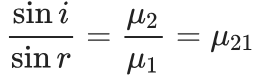 sin i / sin r = μ₂ / μ₁ = μ₂₁